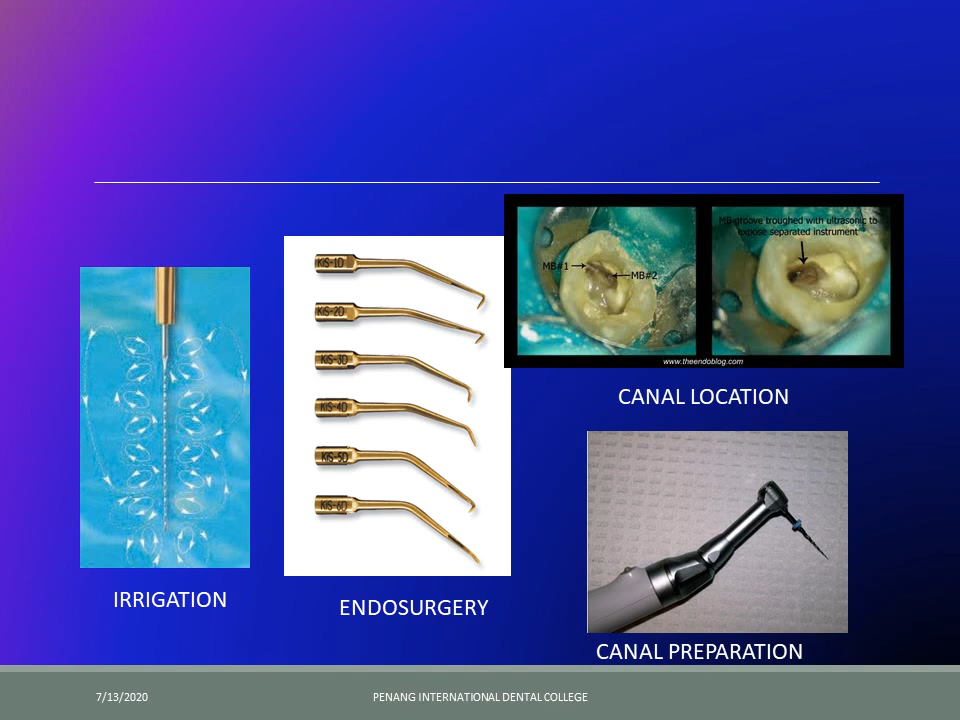 KiS-1D
KiS-2D
KiS-3D
KiS-4D
KiS-5D
KiS-6D
MB#1
MB#2
MB groove troughed with ultrasonic to
expose separated instrument
www.theendoblog.com
CANAL LOCATION
IRRIGATION
ENDOSURGERY
CANAL PREPARATION
7/13/2020
PENANG INTERNATIONAL DENTAL COLLEGE